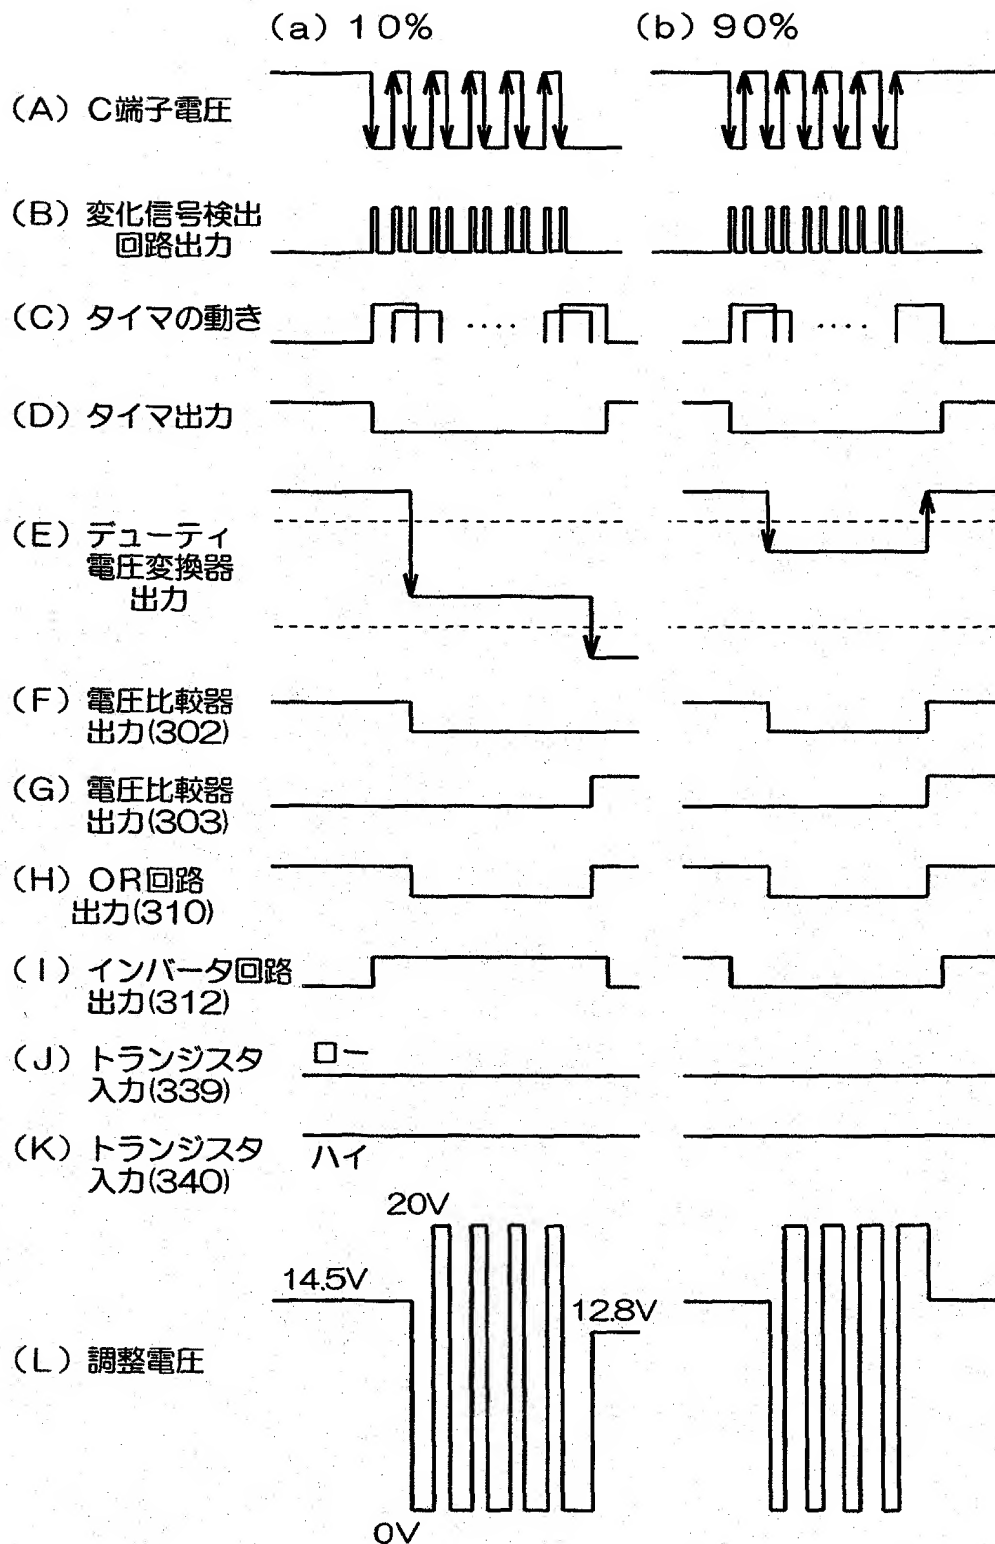 (a) 10%
(b) 90%
(A) C端子電圧
(B) 変化信号検出
回路出力
(C) タイマの動き
....
....
(D) タイマ出力
(E) デューティ
電圧変換器
出力
(F) 電圧比較器
出力(302)
(G) 電圧比較器
出力(303)
(H) OR回路
出力(310)
(I) インバータ回路
出力(312)
(J) トランジスタ
入力(339)
ロー
(K) トランジスタ
入力(340)
ハイ
20V
14.5V
12.8V
(L) 調整電圧
0V